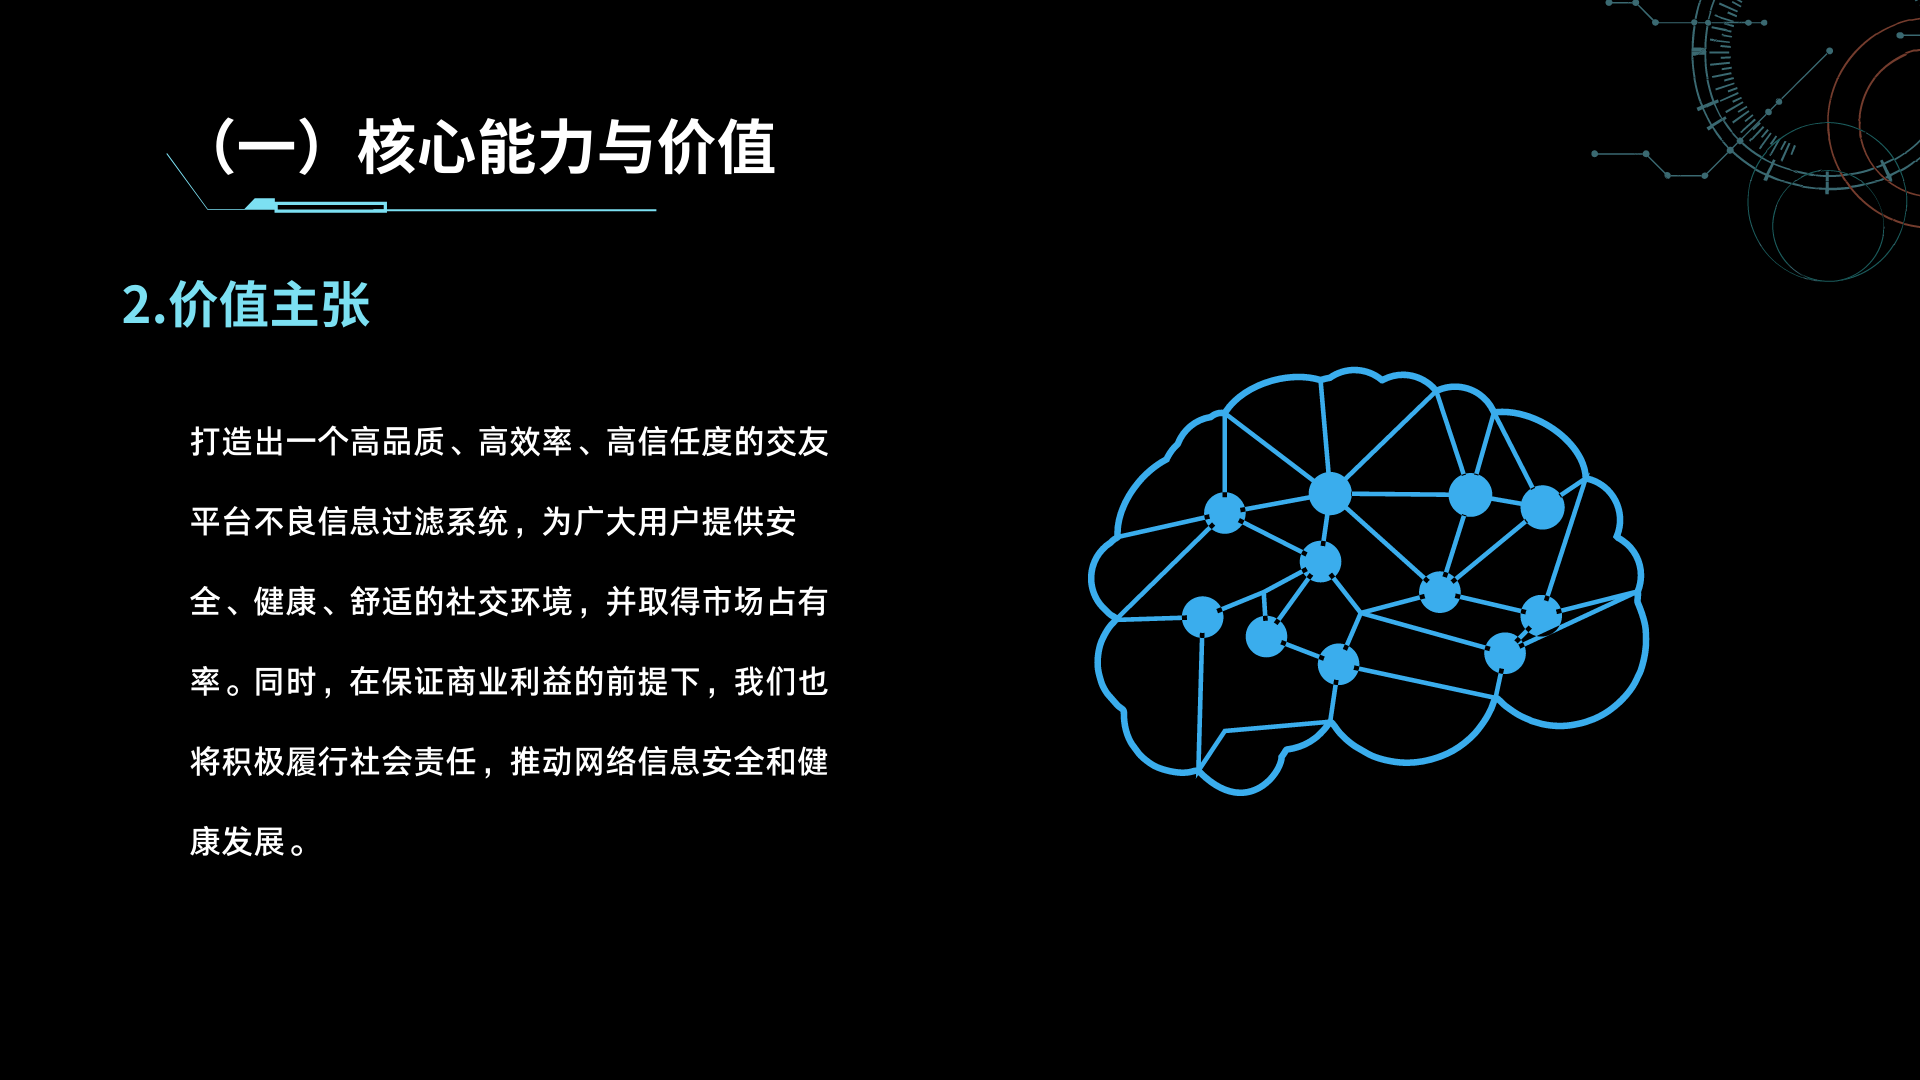 （一）核心能力与价值
2.价值主张
打造出一个高品质、高效率、高信任度的交友
平台不良信息过滤系统，为广大用户提供安
全、健康、舒适的社交环境，并取得市场占有
率。同时，在保证商业利益的前提下，我们也
将积极履行社会责任，推动网络信息安全和健
康发展。